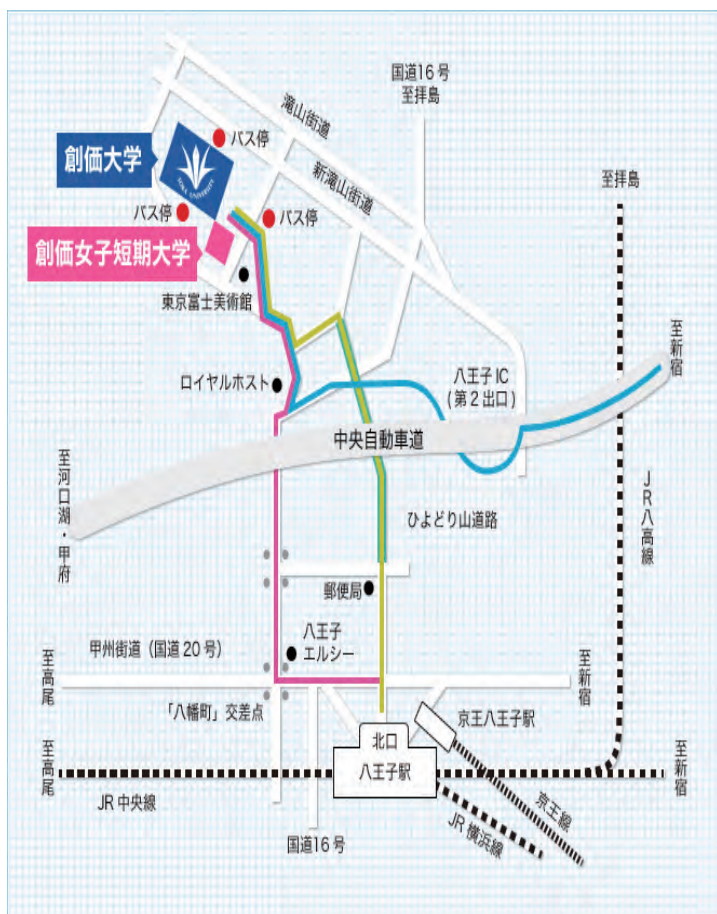 国道16号
至拝島
滝山街道
新滝山街道
バス停
創価大学
SOKA UNIVERSITY
至拝島
バス停
バス停
創価女子短期大学
東京富士美術館
至新宿
ロイヤルホスト
八王子IC
(第2出口)
中央自動車道
至河口湖・甲府
JR八高線
ひよどり山道路
郵便局
八王子
エルシー
甲州街道（国道20号）
至高尾
至新宿
「八幡町」交差点
京王八王子駅
北口
八王子駅
至高尾
至新宿
JR中央線
京王線
JR横浜線
国道16号